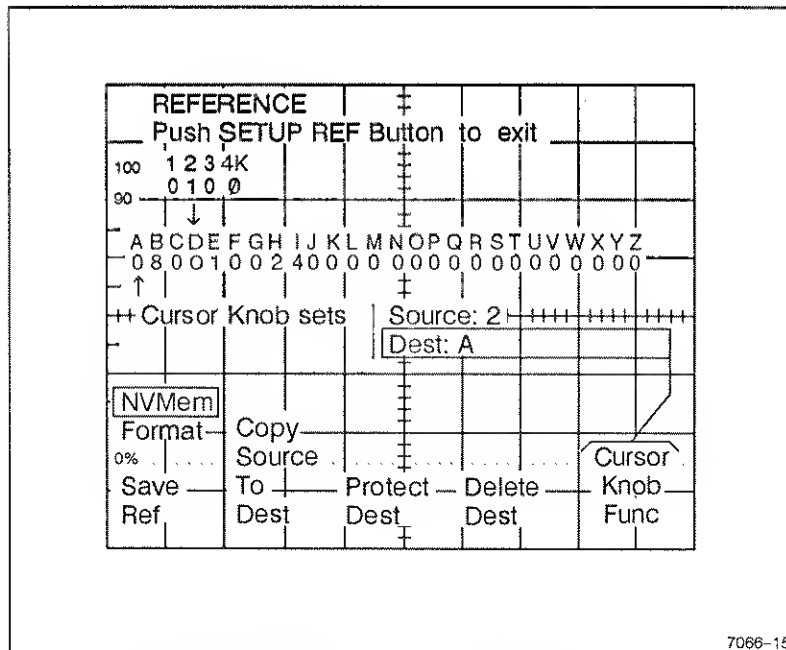 REFERENCE
Push SETUP REF Button to exit
100 1 2 3 4K
0 1 0 Ø
90
↓
A B C D E F G H I J K L M N O P Q R S T U V W X Y Z
0 8 0 0 1 0 0 2 4 0 0 0 0 0 0 0 0 0 0 0 0 0 0 0 0
↑
Cursor Knob sets Source: 2
Dest: A
NVMem
Format Copy
0% Source Cursor
Save To Protect Delete Knob
Ref Dest Dest Dest Func
7066-15